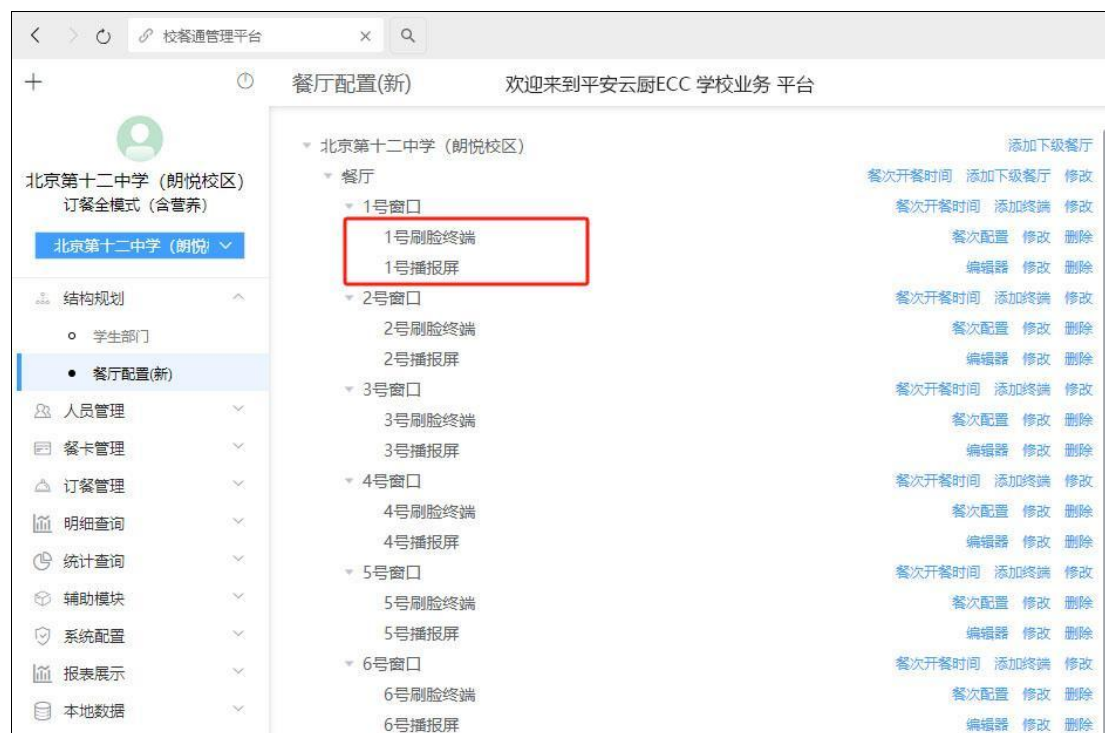 校餐通管理平台
餐厅配置(新) 欢迎来到平安云厨ECC 学校业务 平台
北京第十二中学（朗悦校区）
订餐全模式（含营养）
北京第十二中学（朗悦
结构规划
学生部门
餐厅配置(新)
人员管理
餐卡管理
订餐管理
明细查询
统计查询
辅助模块
系统配置
报表展示
本地数据
北京第十二中学（朗悦校区） 添加下级餐厅
餐厅 餐次开餐时间 添加下级餐厅 修改
1号窗口 餐次开餐时间 添加终端 修改
1号刷脸终端 餐次配置 修改 删除
1号播报屏 编辑器 修改 删除
2号窗口 餐次开餐时间 添加终端 修改
2号刷脸终端 餐次配置 修改 删除
2号播报屏 编辑器 修改 删除
3号窗口 餐次开餐时间 添加终端 修改
3号刷脸终端 餐次配置 修改 删除
3号播报屏 编辑器 修改 删除
4号窗口 餐次开餐时间 添加终端 修改
4号刷脸终端 餐次配置 修改 删除
4号播报屏 编辑器 修改 删除
5号窗口 餐次开餐时间 添加终端 修改
5号刷脸终端 餐次配置 修改 删除
5号播报屏 编辑器 修改 删除
6号窗口 餐次开餐时间 添加终端 修改
6号刷脸终端 餐次配置 修改 删除
6号播报屏 编辑器 修改 删除